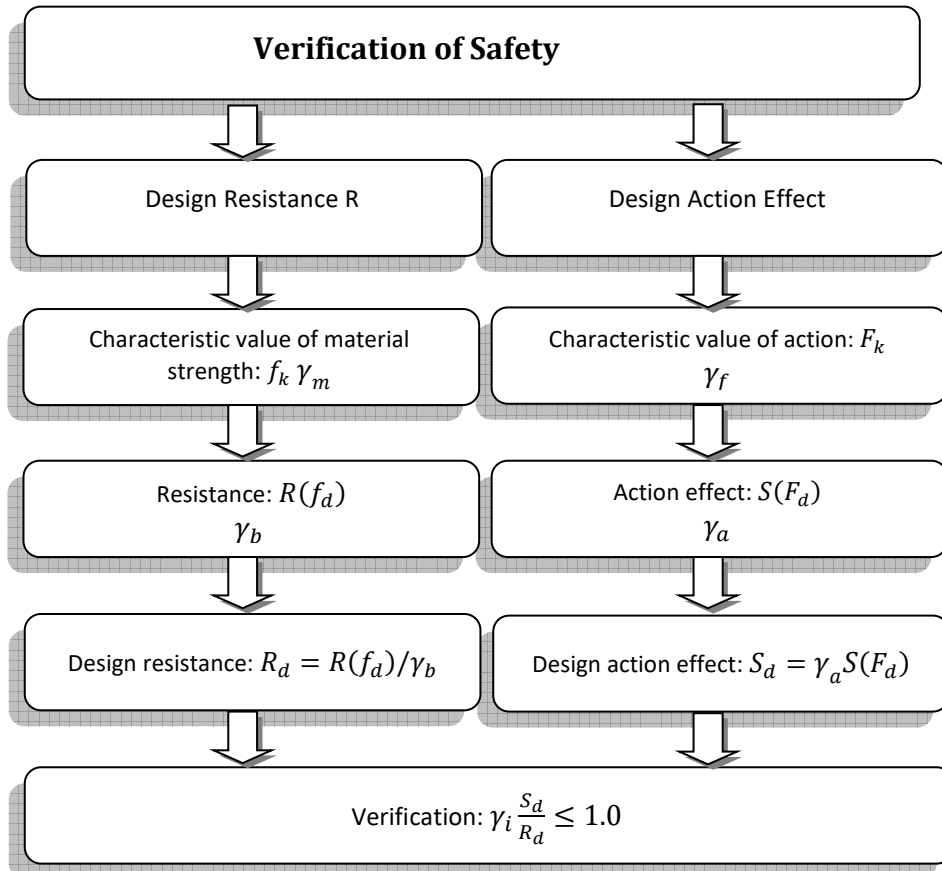 Verification of Safety
Design Resistance R
Design Action Effect
Characteristic value of material
strength: f_k γ_m
Characteristic value of action: F_k
γ_f
Resistance: R(f_d)
γ_b
Action effect: S(F_d)
γ_a
Design resistance: R_d = R(f_d)/γ_b
Design action effect: S_d = γ_a S(F_d)
Verification: γ_i S_d/R_d ≤ 1.0